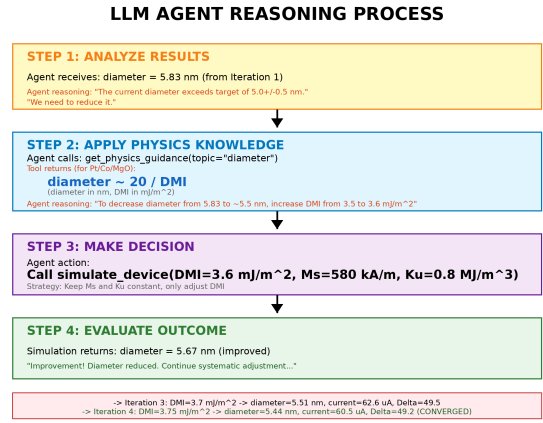 LLM AGENT REASONING PROCESS
STEP 1: ANALYZE RESULTS
Agent receives: diameter = 5.83 nm (from Iteration 1)
Agent reasoning: "The current diameter exceeds target of 5.0+/-0.5 nm."
"We need to reduce it."
STEP 2: APPLY PHYSICS KNOWLEDGE
Agent calls: get_physics_guidance(topic="diameter")
Tool returns (for Pt/Co/MgO):
diameter ~ 20 / DMI
(diameter in nm, DMI in mJ/m^2)
Agent reasoning: "To decrease diameter from 5.83 to ~5.5 nm, increase DMI from 3.5 to 3.6 mJ/m^2"
STEP 3: MAKE DECISION
Agent action:
Call simulate_device(DMI=3.6 mJ/m^2, Ms=580 kA/m, Ku=0.8 MJ/m^3)
Strategy: Keep Ms and Ku constant, only adjust DMI
STEP 4: EVALUATE OUTCOME
Simulation returns: diameter = 5.67 nm (improved)
"Improvement! Diameter reduced. Continue systematic adjustment..."
-> Iteration 3: DMI=3.7 mJ/m^2 -> diameter=5.51 nm, current=62.6 uA, Delta=49.5
-> Iteration 4: DMI=3.75 mJ/m^2 -> diameter=5.44 nm, current=60.5 uA, Delta=49.2 (CONVERGED)